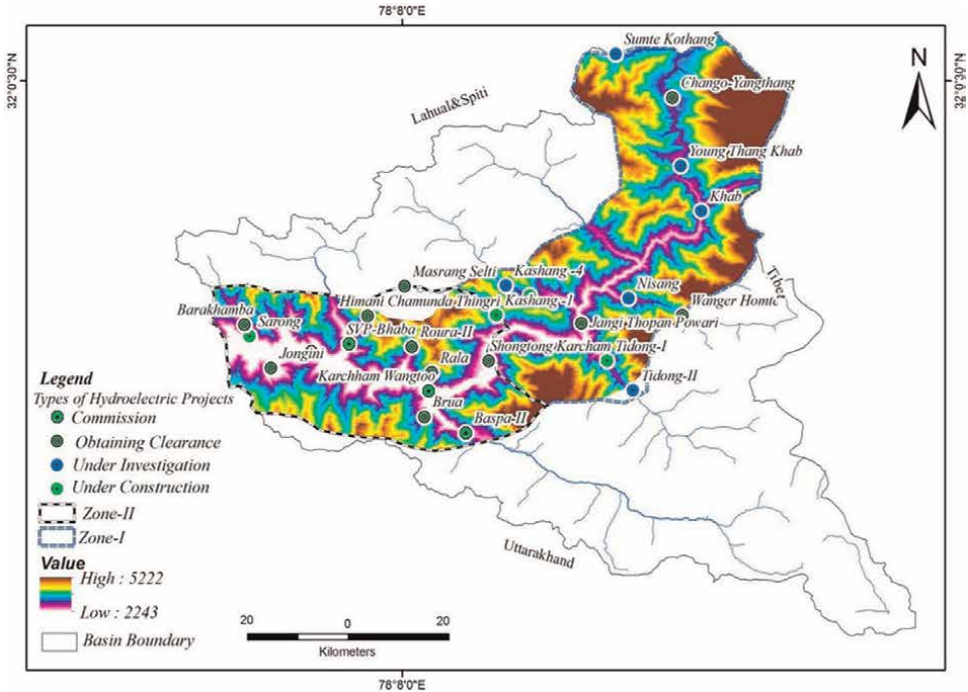 78°8'0"E
Sumte Kothang
N
32°0'30"N
32°0'30"N
Chango-Yangthang
Lahual&Spiti
Young Thang Khab
Khab
Masrang Selti
Kashang -4
Tibet
Nisang
Himani Chamunda
Thingri
Kashang -1
Wanger Homte
Barakhamba
Sarong
SVP-Bhaba
Roura-II
Jangi Thopan Powari
Jongini
Rala
Shongtong Karcham
Tidong-I
Legend
Karchham Wangtoo
Tidong-II
Types of Hydroelectric Projects
Brua
Commission
Baspa-II
Obtaining Clearance
Under Investigation
Under Construction
Zone-II
Zone-I
Uttarakhand
Value
High : 5222
Low : 2243
Basin Boundary
20 0 20
Kilometers
78°8'0"E